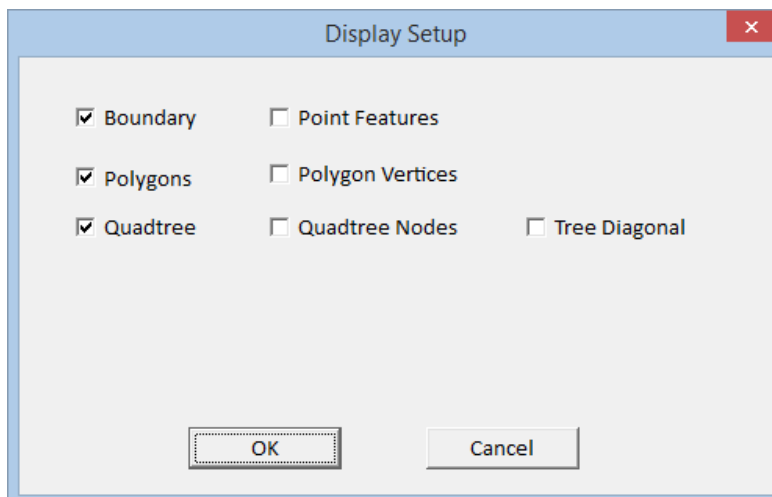 Display Setup
Boundary Point Features
Polygons Polygon Vertices
Quadtree Quadtree Nodes Tree Diagonal
OK Cancel